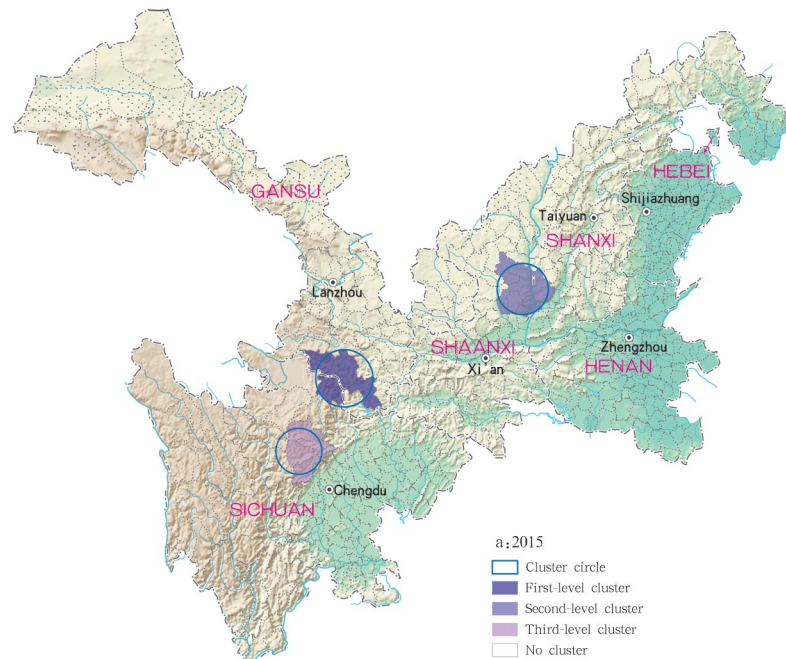 HEBEI
GANSU
Shijiazhuang
Taiyuan
SHANXI
Lanzhou
Zhengzhou
SHAANXI
Xi'an
HENAN
Chengdu
SICHUAN
a:2015
Cluster circle
First-level cluster
Second-level cluster
Third-level cluster
No cluster